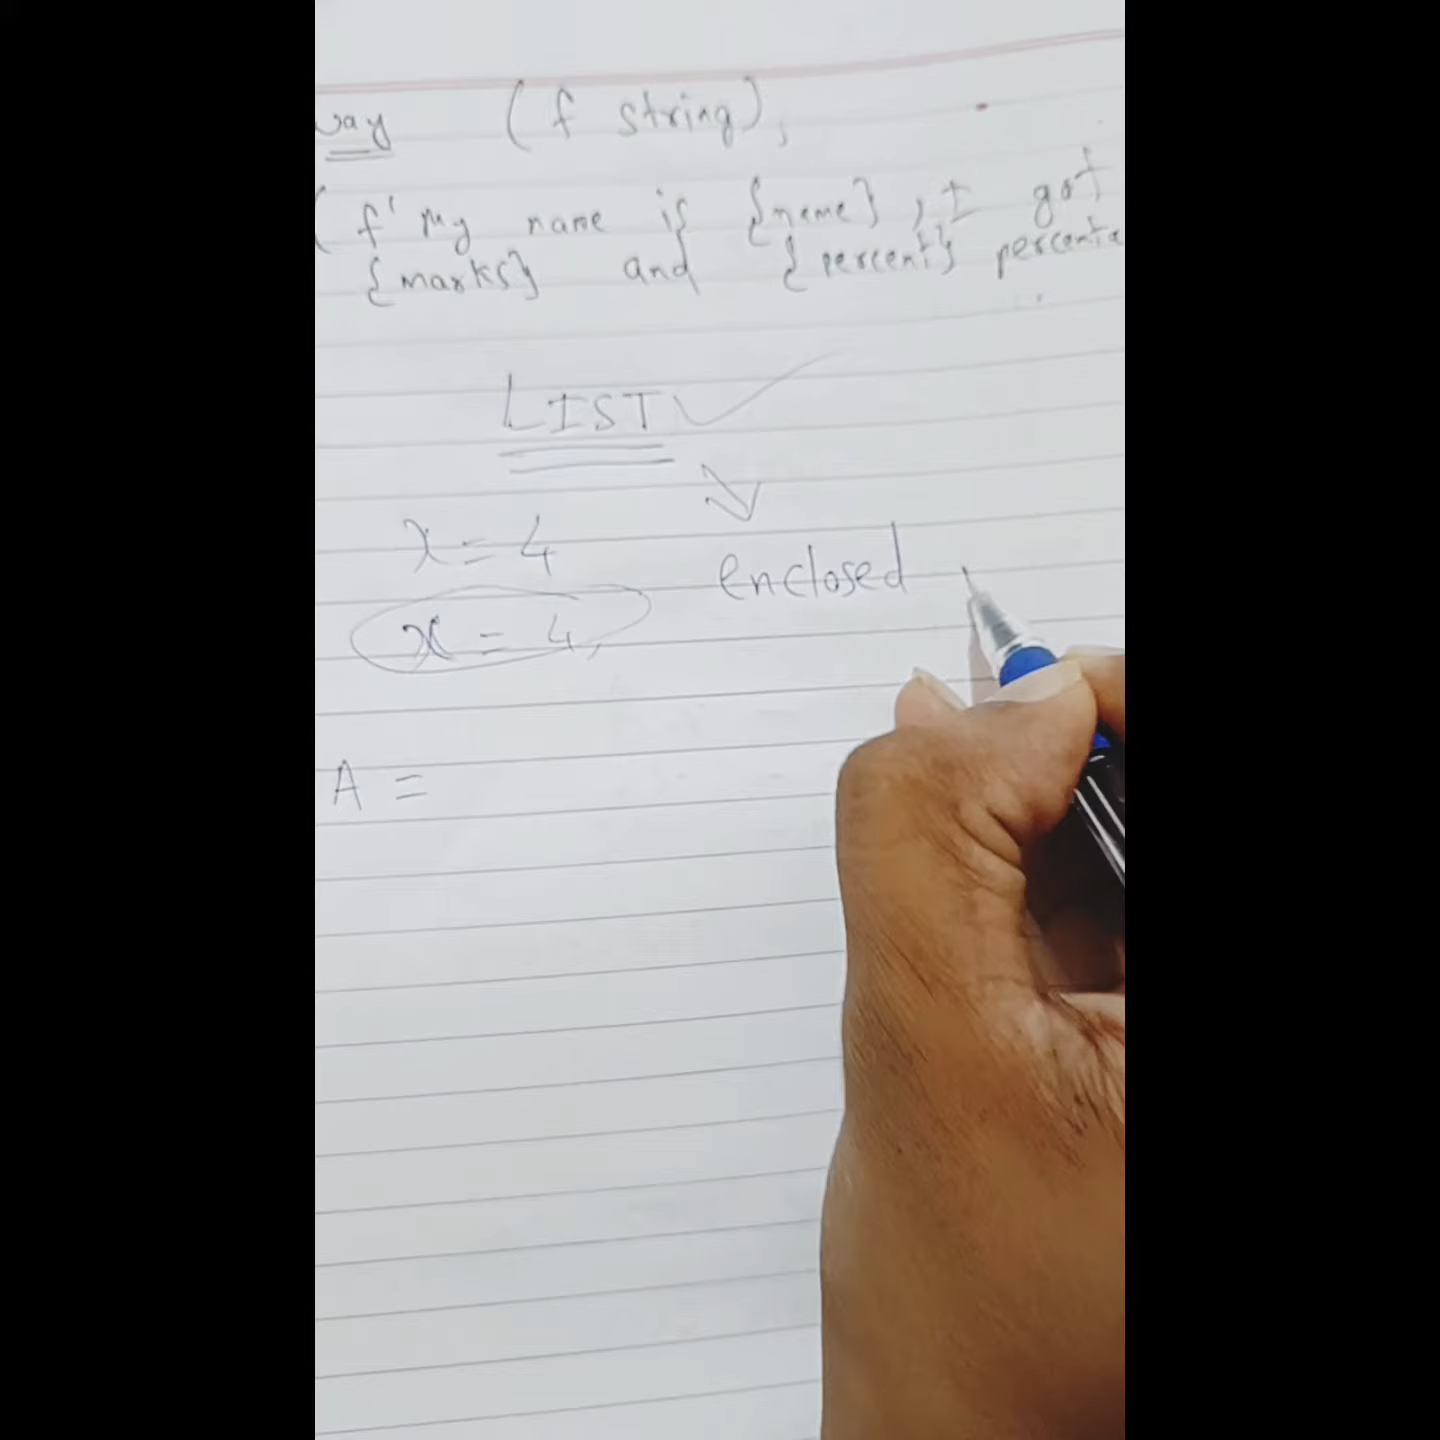 way (f string),
(f'My name is {name}, I got
{marks} and {percent} percenta
LIST
x = 4
enclosed
x = 4,
A =